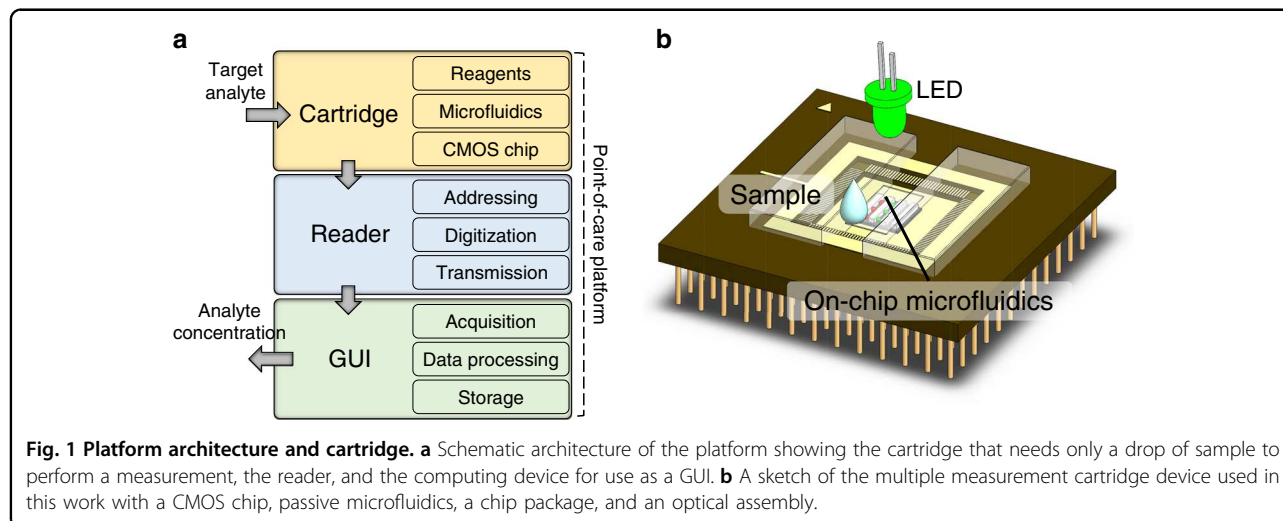 a
Target
analyte
Cartridge
Reagents
Microfluidics
CMOS chip
Reader
Addressing
Digitization
Transmission
Analyte
concentration
GUI
Acquisition
Data processing
Storage
Point-of-care platform
b
LED
Sample
On-chip microfluidics
Fig. 1 Platform architecture and cartridge. a Schematic architecture of the platform showing the cartridge that needs only a drop of sample to
perform a measurement, the reader, and the computing device for use as a GUI. b A sketch of the multiple measurement cartridge device used in
this work with a CMOS chip, passive microfluidics, a chip package, and an optical assembly.